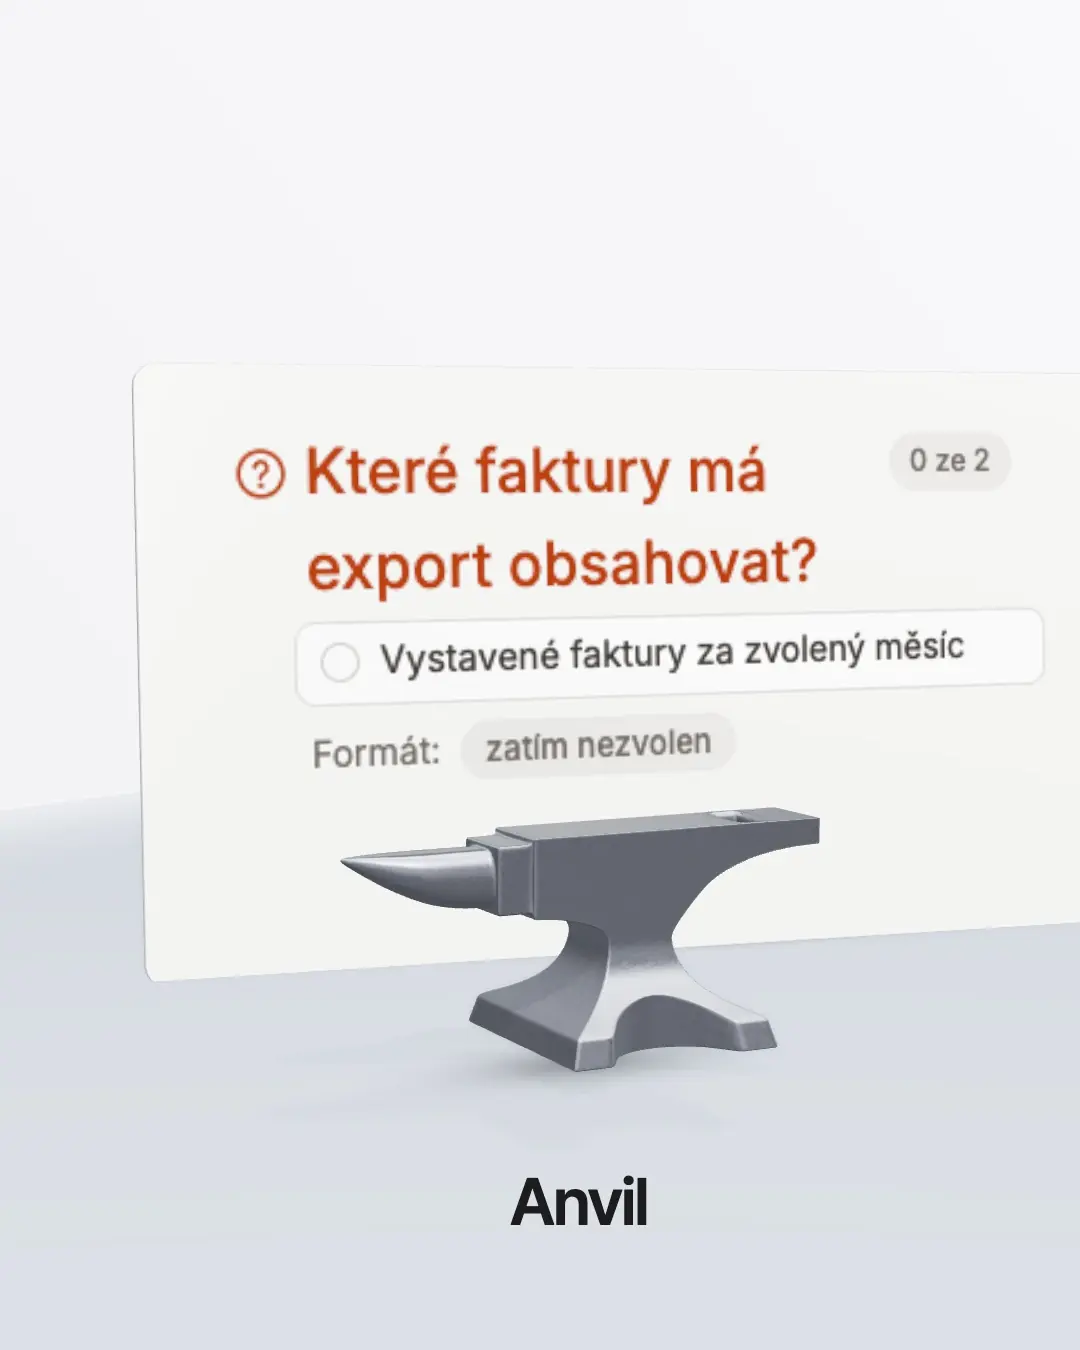 Které faktury má
0 ze 2
export obsahovat?
Vystavené faktury za zvolený měsíc
Formát: zatím nezvolen
Anvil